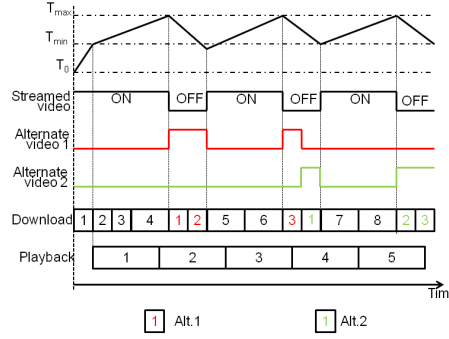 Tmax
Tmin
T0
Streamed video ON OFF ON OFF ON OFF
Alternate video 1
Alternate video 2
Download 1 2 3 4 1 2 5 6 3 1 7 8 2 3
Playback 1 2 3 4 5
Tim
1 Alt.1 1 Alt.2